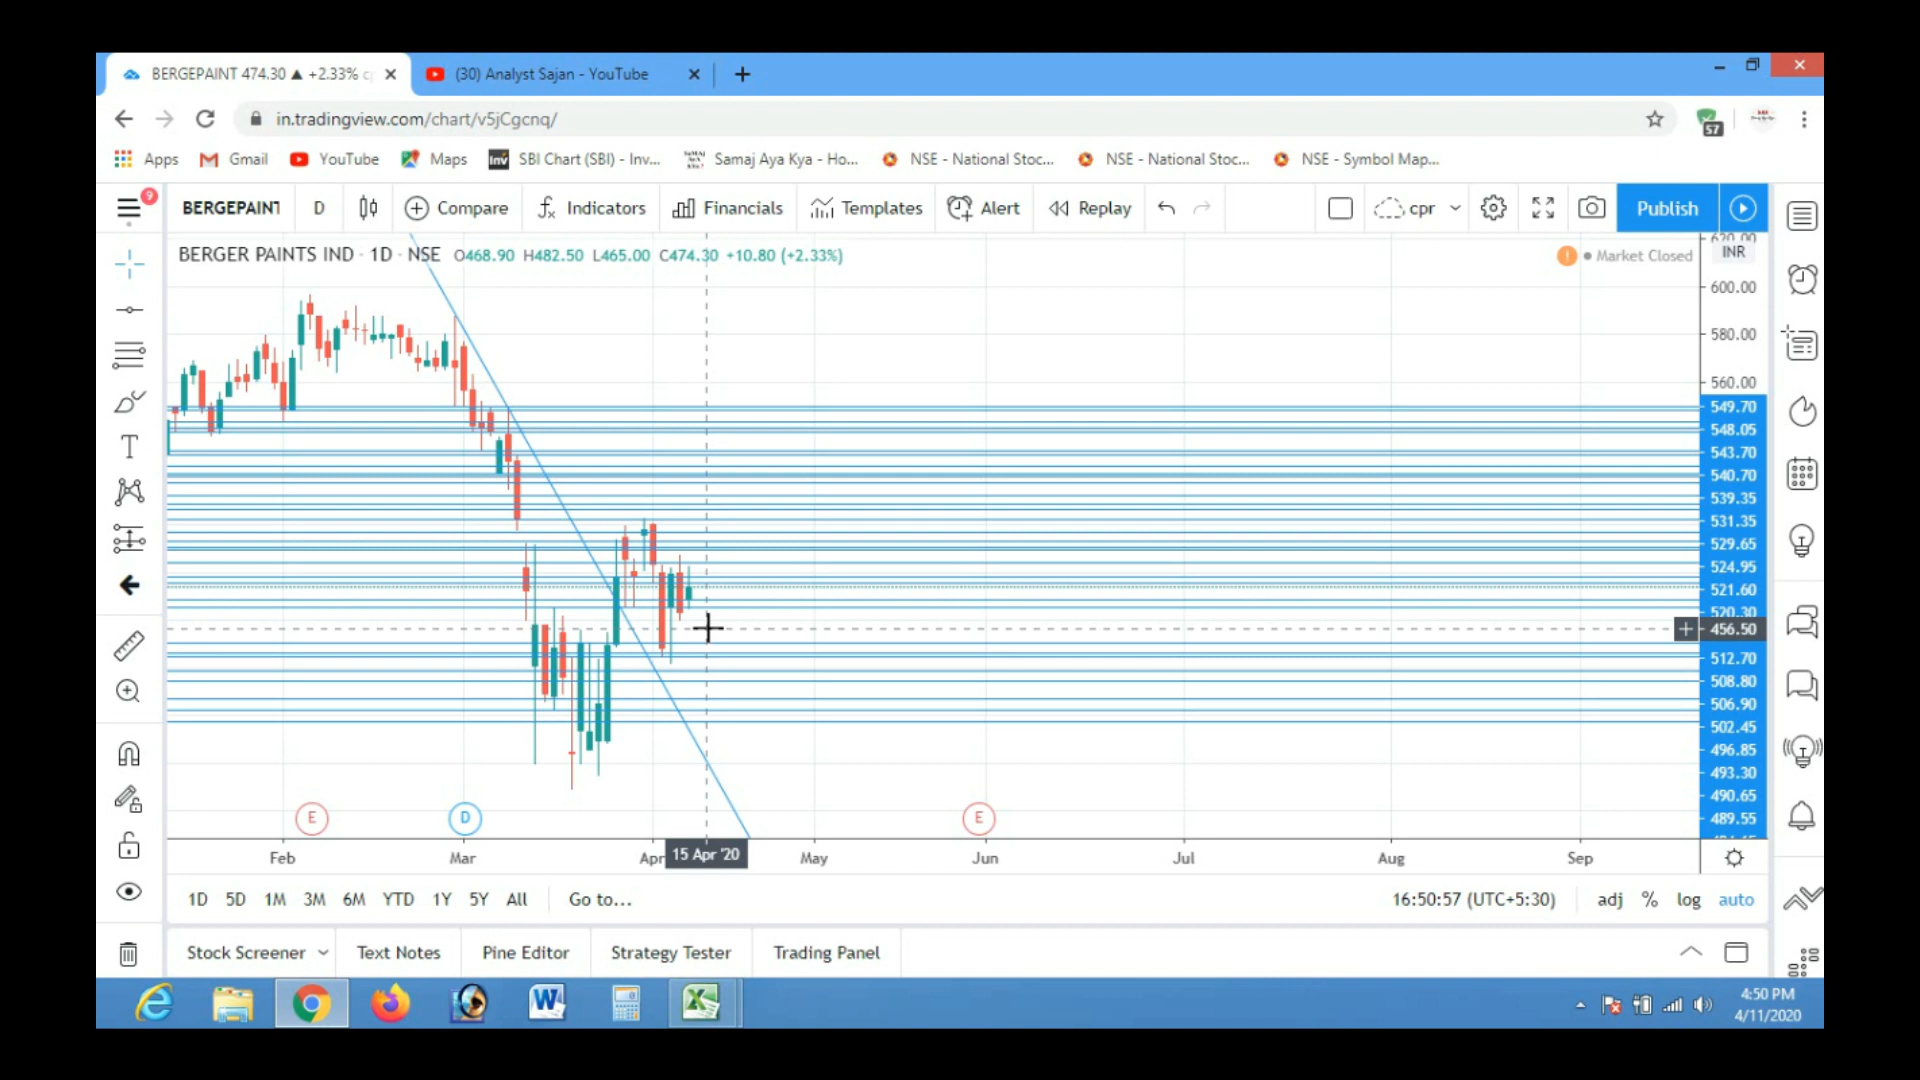 BERGEPAINT 474.30 ▲ +2.33% c
(30) Analyst Sajan - YouTube
in.tradingview.com/chart/v5jCgcnq/
57
Apps Gmail YouTube Maps Inv SBI Chart (SBI) - Inv... Samaj Aya Kya - Ho... NSE - National Stoc... NSE - National Stoc... NSE - Symbol Map...
9
BERGEPAINT D Compare Indicators Financials Templates Alert Replay cpr Publish
BERGER PAINTS IND · 1D · NSE O468.90 H482.50 L465.00 C474.30 +10.80 (+2.33%)
Market Closed
620.00
INR
600.00
580.00
560.00
549.70
548.05
543.70
540.70
539.35
531.35
529.65
524.95
521.60
520.30
456.50
512.70
508.80
506.90
502.45
496.85
493.30
490.65
489.55
E D E
Feb Mar Apr 15 Apr '20 May Jun Jul Aug Sep
1D 5D 1M 3M 6M YTD 1Y 5Y All Go to... 16:50:57 (UTC+5:30) adj % log auto
Stock Screener Text Notes Pine Editor Strategy Tester Trading Panel
4:50 PM
4/11/2020